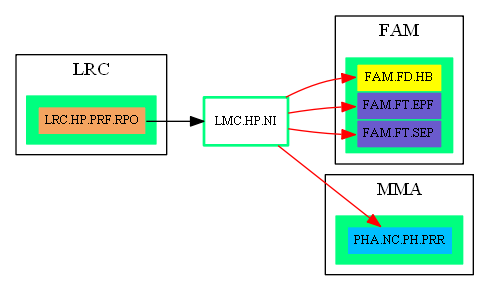 LRC
LRC.HP.PRF.RPO
LMC.HP.NI
FAM
FAM.FD.HB
FAM.FT.EPF
FAM.FT.SEP
MMA
PHA.NC.PH.PRR